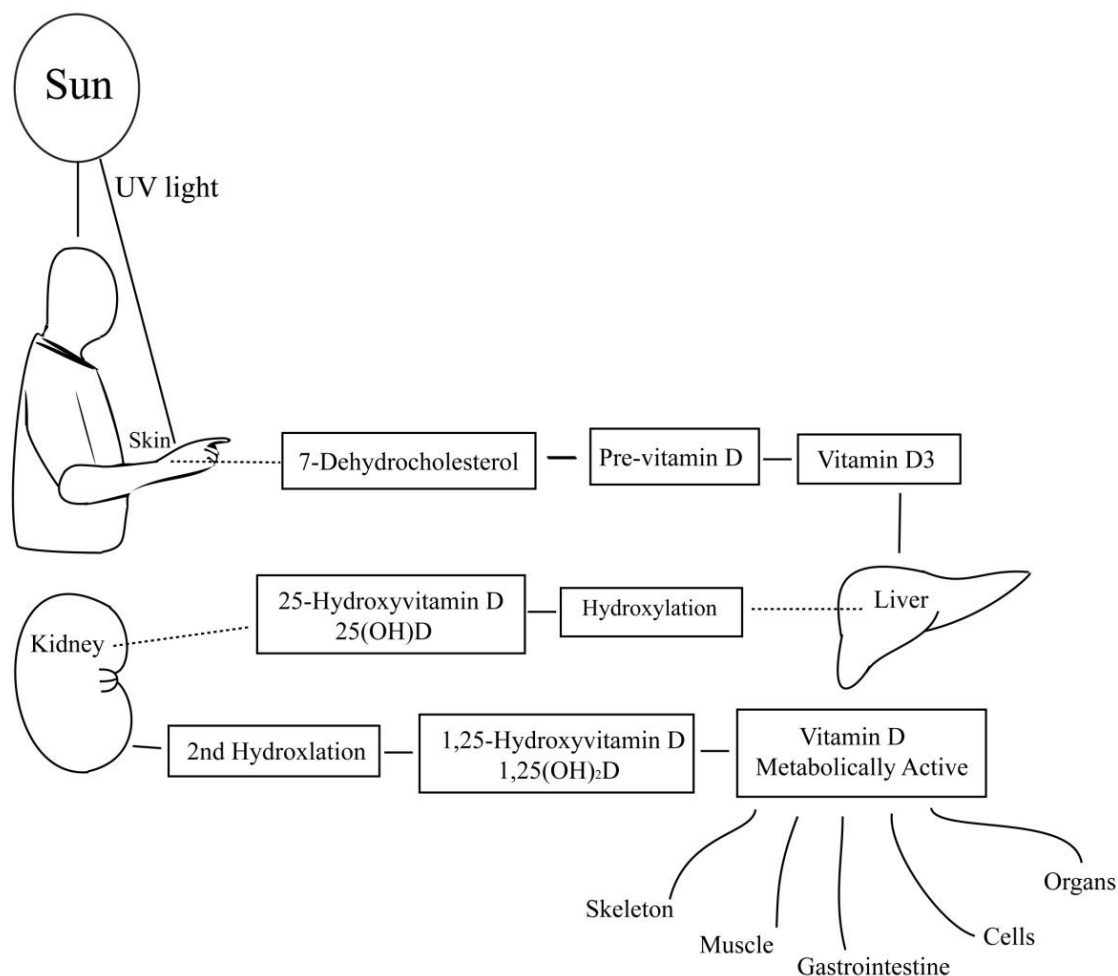 Sun
UV light
Skin
7-Dehydrocholesterol
Pre-vitamin D
Vitamin D3
Liver
Hydroxylation
25-Hydroxyvitamin D
25(OH)D
Kidney
2nd Hydroxlation
1,25-Hydroxyvitamin D
1,25(OH)₂D
Vitamin D
Metabolically Active
Skeleton
Muscle
Gastrointestine
Cells
Organs